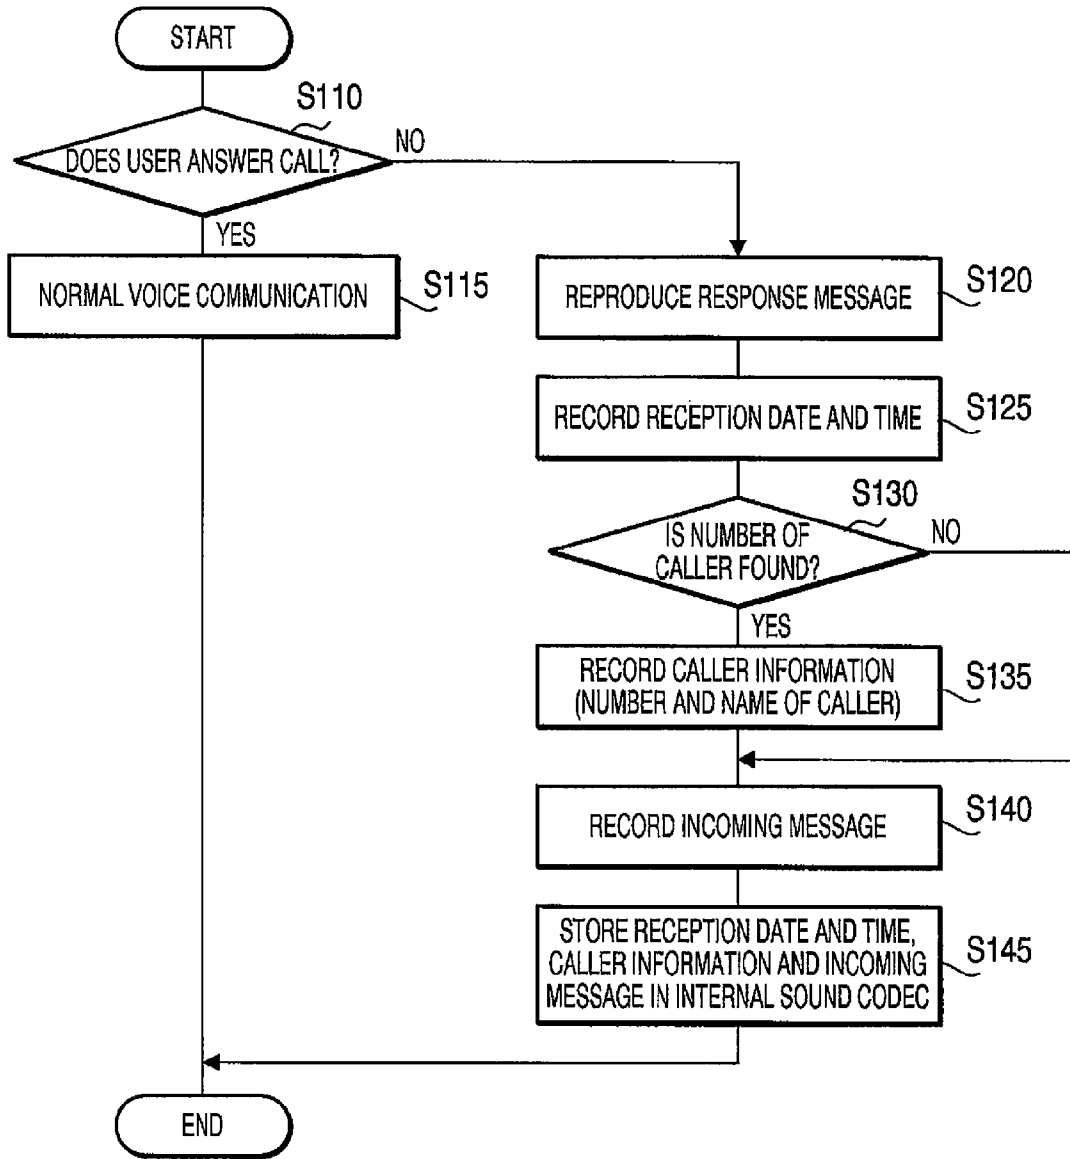 START
S110
DOES USER ANSWER CALL?
NO
YES
NORMAL VOICE COMMUNICATION
S115
REPRODUCE RESPONSE MESSAGE
S120
RECORD RECEPTION DATE AND TIME
S125
S130
IS NUMBER OF
CALLER FOUND?
NO
YES
RECORD CALLER INFORMATION
(NUMBER AND NAME OF CALLER)
S135
RECORD INCOMING MESSAGE
S140
STORE RECEPTION DATE AND TIME,
CALLER INFORMATION AND INCOMING
MESSAGE IN INTERNAL SOUND CODEC
S145
END